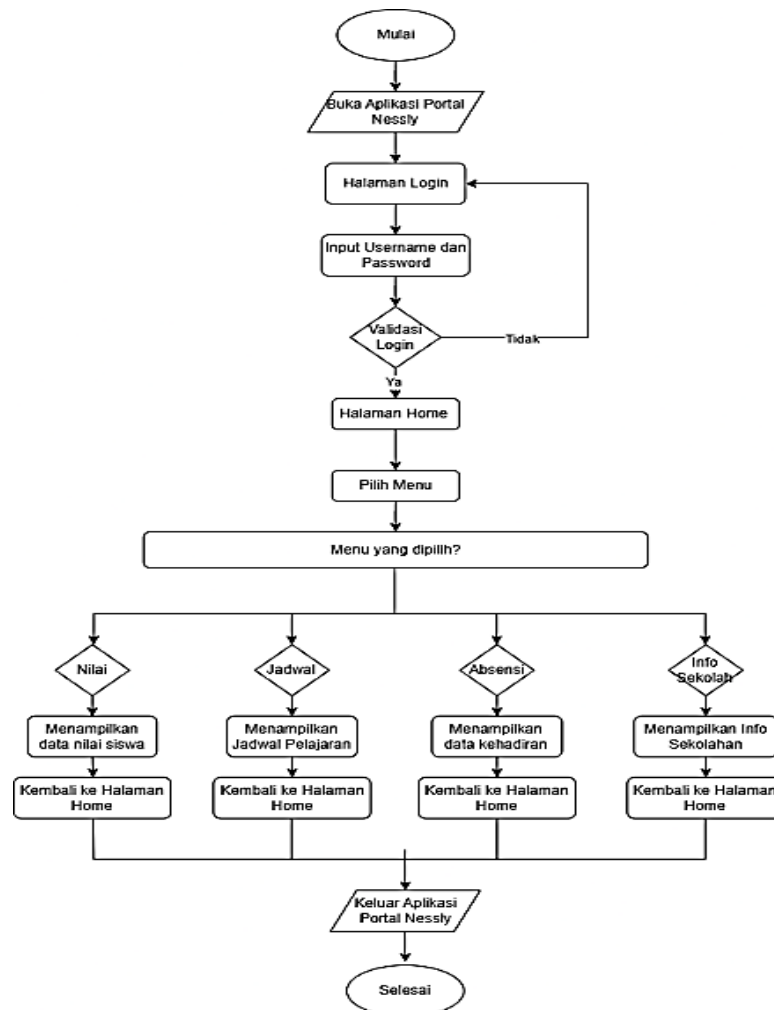 Mulai
Buka Aplikasi Portal
Nessly
Halaman Login
Input Username dan
Password
Validasi
Login
Tidak
Ya
Halaman Home
Pilih Menu
Menu yang dipilih?
Nilai
Jadwal
Absensi
Info
Sekolah
Menampilkan
data nilai siswa
Menampilkan
Jadwal Pelajaran
Menampilkan
data kehadiran
Menampilkan Info
Sekolahan
Kembali ke Halaman
Home
Kembali ke Halaman
Home
Kembali ke Halaman
Home
Kembali ke Halaman
Home
Keluar Aplikasi
Portal Nessly
Selesai